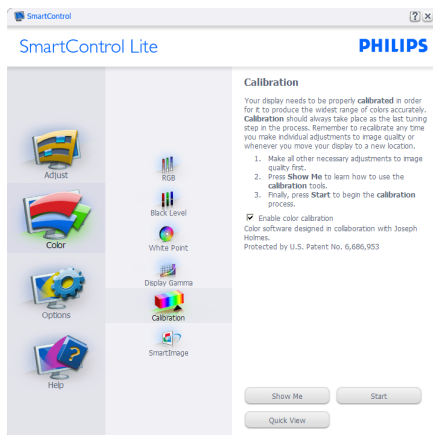 SmartControl
SmartControl Lite
PHILIPS
Adjust
Color
Options
Help
RGB
Black Level
White Point
Display Gamma
Calibration
SmartImage
Calibration
Your display needs to be properly calibrated in order
for it to produce the widest range of colors accurately.
Calibration should always take place as the last tuning
step in the process. Remember to recalibrate any time
you make individual adjustments to image quality or
whenever you move your display to a new location.
1. Make all other necessary adjustments to image
quality first.
2. Press Show Me to learn how to use the
calibration tools.
3. Finally, press Start to begin the calibration
process.
Enable color calibration
Color software designed in collaboration with Joseph
Holmes.
Protected by U.S. Patent No. 6,686,953
Show Me
Start
Quick View